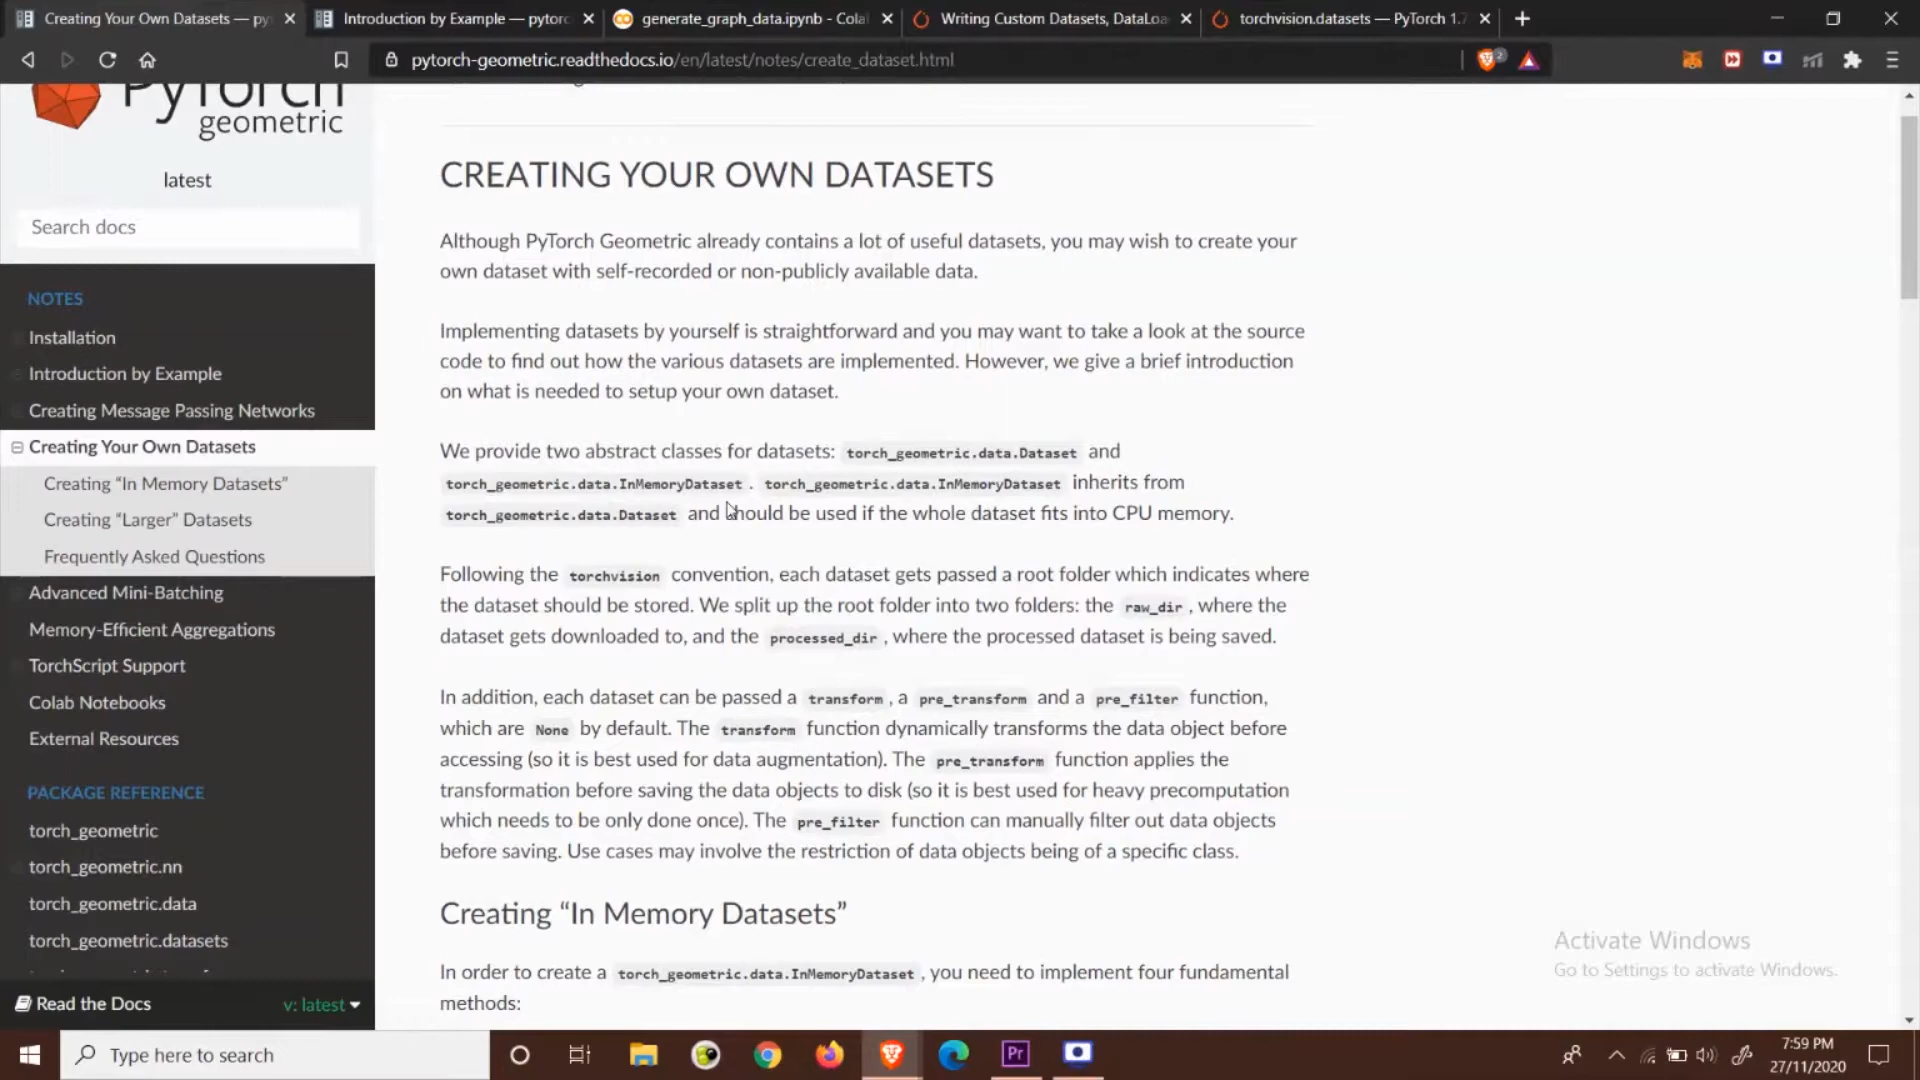 Creating Your Own Datasets — py
Introduction by Example — pytorc
generate_graph_data.ipynb - Cola
Writing Custom Datasets, DataLoa
torchvision.datasets — PyTorch 1.7
pytorch-geometric.readthedocs.io/en/latest/notes/create_dataset.html
2
PyTorch
geometric
latest
Search docs
NOTES
Installation
Introduction by Example
Creating Message Passing Networks
Creating Your Own Datasets
Creating “In Memory Datasets”
Creating “Larger” Datasets
Frequently Asked Questions
Advanced Mini-Batching
Memory-Efficient Aggregations
TorchScript Support
Colab Notebooks
External Resources
PACKAGE REFERENCE
torch_geometric
torch_geometric.nn
torch_geometric.data
torch_geometric.datasets
Read the Docs
v: latest
CREATING YOUR OWN DATASETS
Although PyTorch Geometric already contains a lot of useful datasets, you may wish to create your
own dataset with self-recorded or non-publicly available data.
Implementing datasets by yourself is straightforward and you may want to take a look at the source
code to find out how the various datasets are implemented. However, we give a brief introduction
on what is needed to setup your own dataset.
We provide two abstract classes for datasets: torch_geometric.data.Dataset and
torch_geometric.data.InMemoryDataset . torch_geometric.data.InMemoryDataset inherits from
torch_geometric.data.Dataset and should be used if the whole dataset fits into CPU memory.
Following the torchvision convention, each dataset gets passed a root folder which indicates where
the dataset should be stored. We split up the root folder into two folders: the raw_dir , where the
dataset gets downloaded to, and the processed_dir , where the processed dataset is being saved.
In addition, each dataset can be passed a transform , a pre_transform and a pre_filter function,
which are None by default. The transform function dynamically transforms the data object before
accessing (so it is best used for data augmentation). The pre_transform function applies the
transformation before saving the data objects to disk (so it is best used for heavy precomputation
which needs to be only done once). The pre_filter function can manually filter out data objects
before saving. Use cases may involve the restriction of data objects being of a specific class.
Creating “In Memory Datasets”
In order to create a torch_geometric.data.InMemoryDataset , you need to implement four fundamental
methods:
Activate Windows
Go to Settings to activate Windows.
Type here to search
Pr
7:59 PM
27/11/2020